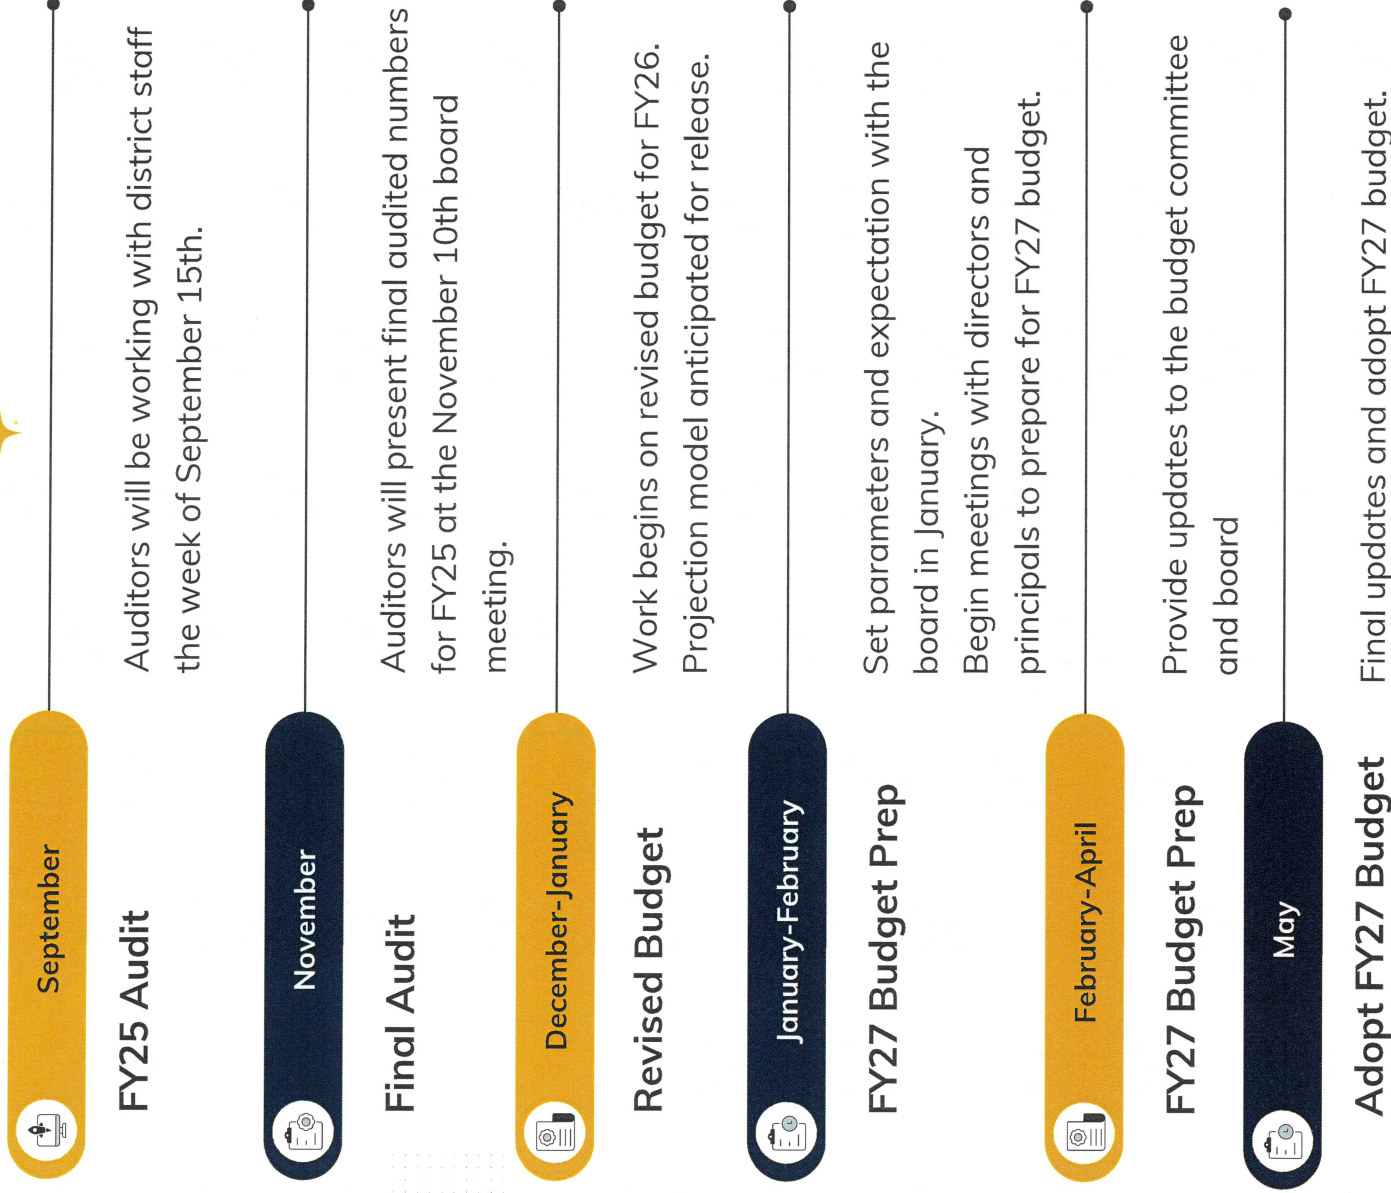 September
FY25 Audit
Auditors will be working with district staff
the week of September 15th.
November
Final Audit
Auditors will present final audited numbers
for FY25 at the November 10th board
meeting.
December-January
Revised Budget
Work begins on revised budget for FY26.
Projection model anticipated for release.
January-February
FY27 Budget Prep
Set parameters and expectation with the
board in January.
Begin meetings with directors and
principals to prepare for FY27 budget.
February-April
FY27 Budget Prep
Provide updates to the budget committee
and board
May
Adopt FY27 Budget
Final updates and adopt FY27 budget.